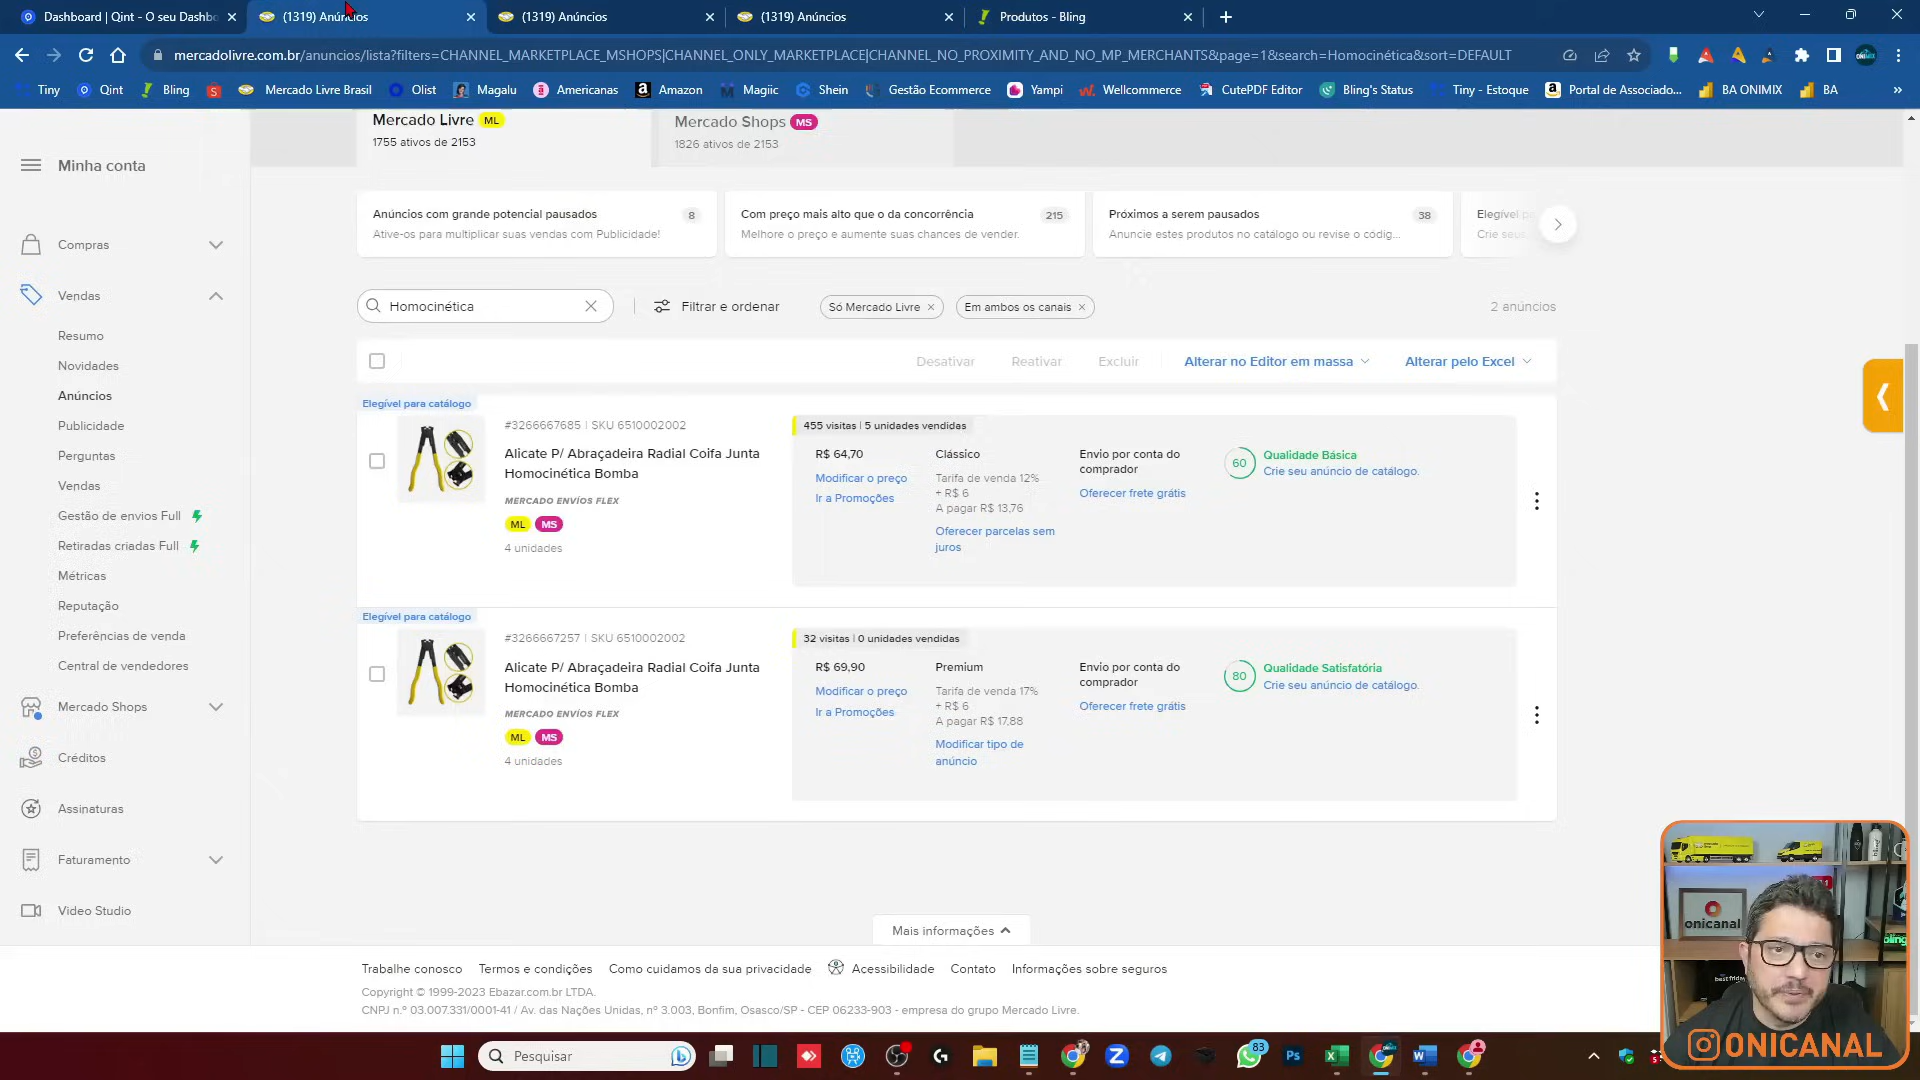 Dashboard | Qint - O seu Dashbo
(1319) Anúncios
(1319) Anúncios
(1319) Anúncios
Produtos - Bling
mercadolivre.com.br/anuncios/lista?filters=CHANNEL_MARKETPLACE_MSHOPS|CHANNEL_ONLY_MARKETPLACE|CHANNEL_NO_PROXIMITY_AND_NO_MP_MERCHANTS&page=1&search=Homocinética&sort=DEFAULT
Tiny Qint Bling Mercado Livre Brasil Olist Magalu Americanas Amazon Magiic Shein Gestão Ecommerce Yampi Wellcommerce CutePDF Editor Bling's Status Tiny - Estoque Portal de Associado... BA ONIMIX BA »
Mercado Livre ML
1755 ativos de 2153
Mercado Shops MS
1826 ativos de 2153
Minha conta
Compras
Vendas
Resumo
Novidades
Anúncios
Publicidade
Perguntas
Vendas
Gestão de envios Full
Retiradas criadas Full
Métricas
Reputação
Preferências de venda
Central de vendedores
Mercado Shops
Créditos
Assinaturas
Faturamento
Video Studio
Anúncios com grande potencial pausados 8
Ative-os para multiplicar suas vendas com Publicidade!
Com preço mais alto que o da concorrência 215
Melhore o preço e aumente suas chances de vender.
Próximos a serem pausados 38
Anuncie estes produtos no catálogo ou revise o códig...
Elegível
Crie seus
Homocinética
Filtrar e ordenar
Só Mercado Livre ×
Em ambos os canais ×
2 anúncios
Desativar Reativar Excluir Alterar no Editor em massa Alterar pelo Excel
Elegível para catálogo
#3266667685 | SKU 6510002002
Alicate P/ Abraçadeira Radial Coifa Junta
Homocinética Bomba
MERCADO ENVÍOS FLEX
ML MS
4 unidades
455 visitas | 5 unidades vendidas
R$ 64,70
Modificar o preço
Ir a Promoções
Clássico
Tarifa de venda 12%
+ R$ 6
A pagar R$ 13,76
Oferecer parcelas sem
juros
Envio por conta do
comprador
Oferecer frete grátis
60
Qualidade Básica
Crie seu anúncio de catálogo.
Elegível para catálogo
#3266667257 | SKU 6510002002
Alicate P/ Abraçadeira Radial Coifa Junta
Homocinética Bomba
MERCADO ENVÍOS FLEX
ML MS
4 unidades
32 visitas | 0 unidades vendidas
R$ 69,90
Modificar o preço
Ir a Promoções
Premium
Tarifa de venda 17%
+ R$ 6
A pagar R$ 17,88
Modificar tipo de
anúncio
Envio por conta do
comprador
Oferecer frete grátis
80
Qualidade Satisfatória
Crie seu anúncio de catálogo.
Mais informações
Trabalhe conosco Termos e condições Como cuidamos da sua privacidade Acessibilidade Contato Informações sobre seguros
Copyright © 1999-2023 Ebazar.com.br LTDA.
CNPJ n.º 03.007.331/0001-41 / Av. das Nações Unidas, nº 3.003, Bonfim, Osasco/SP - CEP 06233-903 - empresa do grupo Mercado Livre.
onicanal
bling
ONICANAL
Pesquisar
83